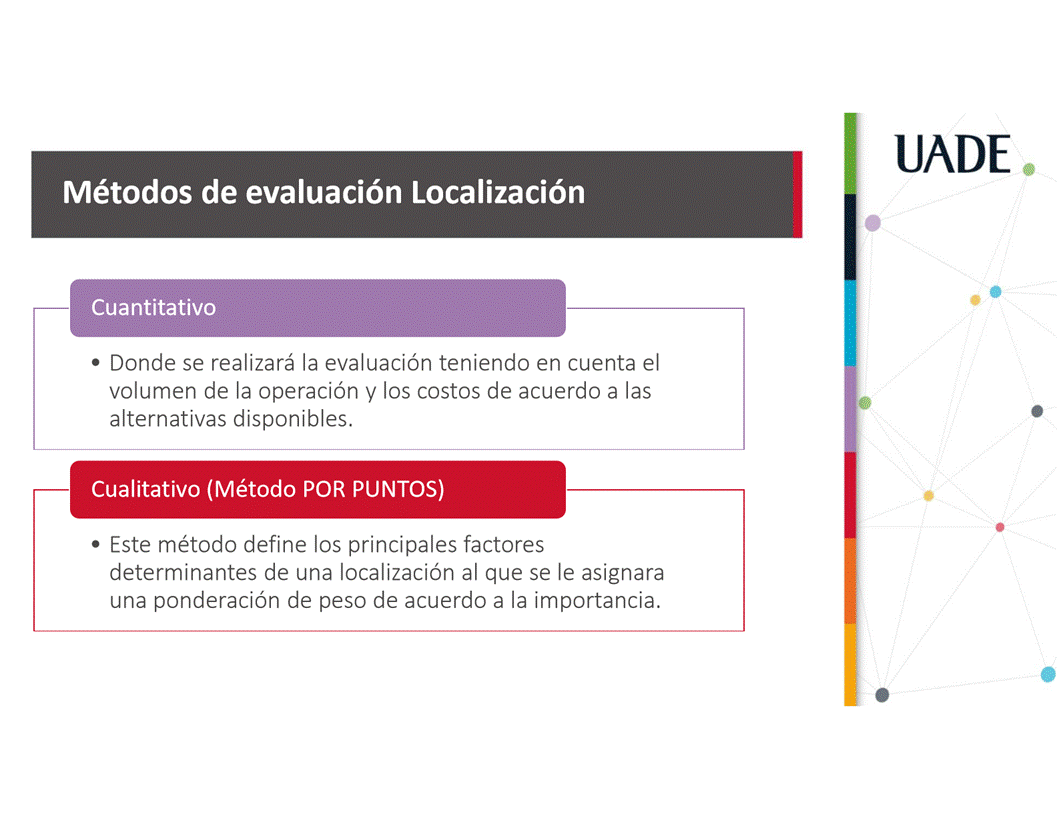 UADE
Métodos de evaluación Localización
Cuantitativo
• Donde se realizará la evaluación teniendo en cuenta el
volumen de la operación y los costos de acuerdo a las
alternativas disponibles.
Cualitativo (Método POR PUNTOS)
• Este método define los principales factores
determinantes de una localización al que se le asignara
una ponderación de peso de acuerdo a la importancia.